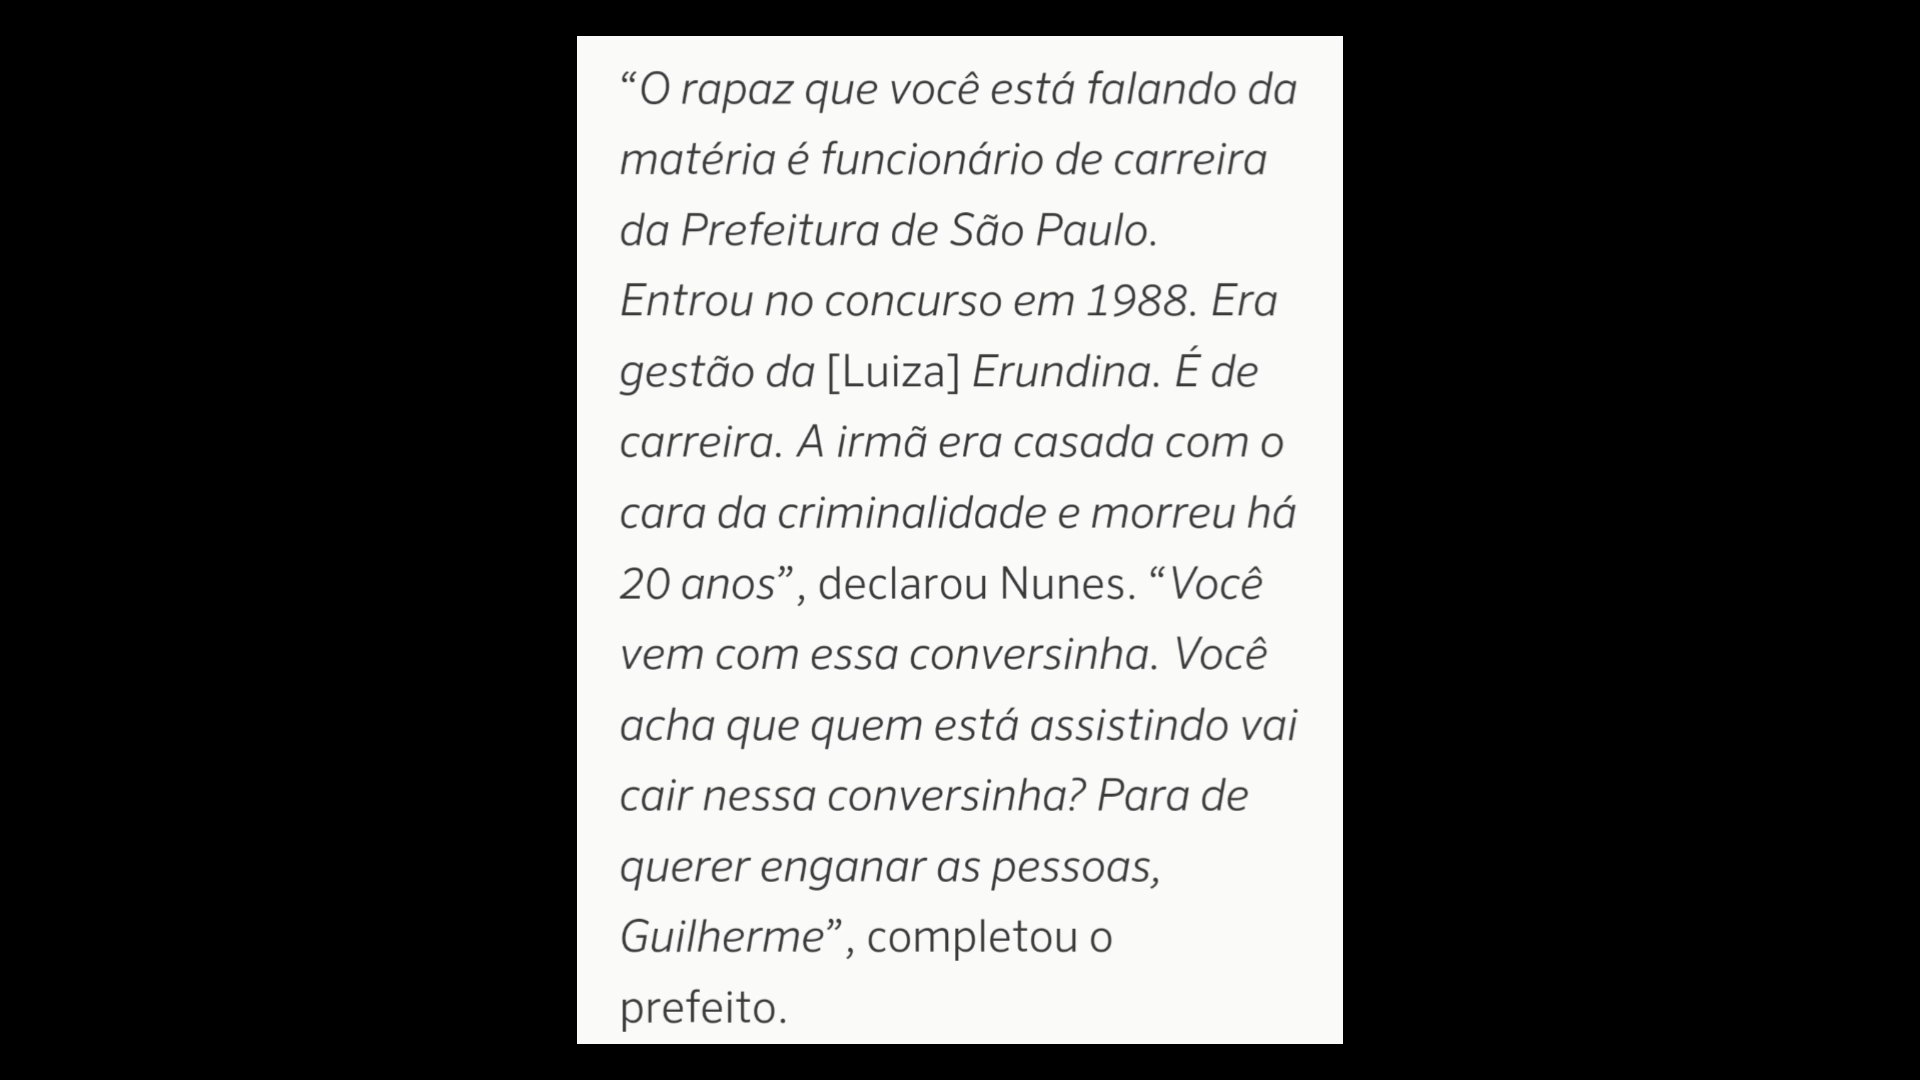 “O rapaz que você está falando da
matéria é funcionário de carreira
da Prefeitura de São Paulo.
Entrou no concurso em 1988. Era
gestão da [Luiza] Erundina. É de
carreira. A irmã era casada com o
cara da criminalidade e morreu há
20 anos”, declarou Nunes. “Você
vem com essa conversinha. Você
acha que quem está assistindo vai
cair nessa conversinha? Para de
querer enganar as pessoas,
Guilherme”, completou o
prefeito.